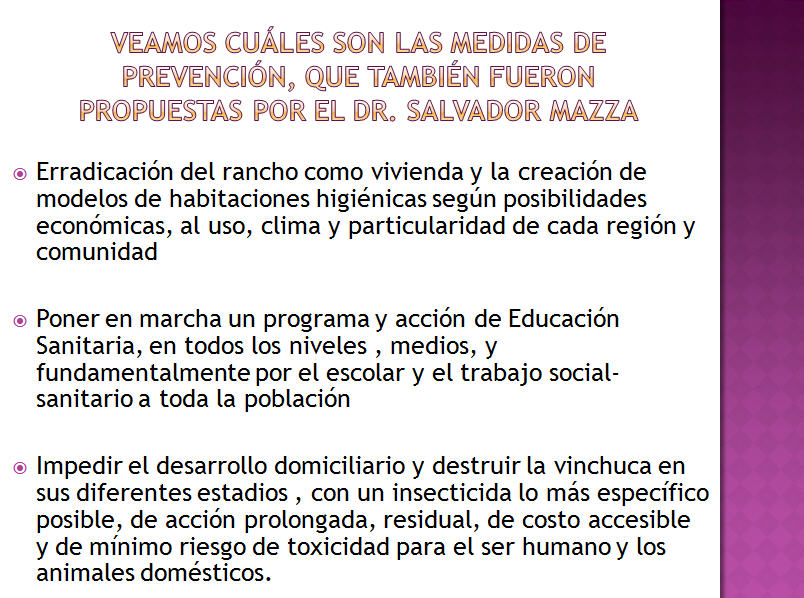 VEAMOS CUÁLES SON LAS MEDIDAS DE
PREVENCIÓN, QUE TAMBIÉN FUERON
PROPUESTAS POR EL DR. SALVADOR MAZZA
Erradicación del rancho como vivienda y la creación de
modelos de habitaciones higiénicas según posibilidades
económicas, al uso, clima y particularidad de cada región y
comunidad
Poner en marcha un programa y acción de Educación
Sanitaria, en todos los niveles , medios, y
fundamentalmente por el escolar y el trabajo social-
sanitario a toda la población
Impedir el desarrollo domiciliario y destruir la vinchuca en
sus diferentes estadios , con un insecticida lo más específico
posible, de acción prolongada, residual, de costo accesible
y de mínimo riesgo de toxicidad para el ser humano y los
animales domésticos.